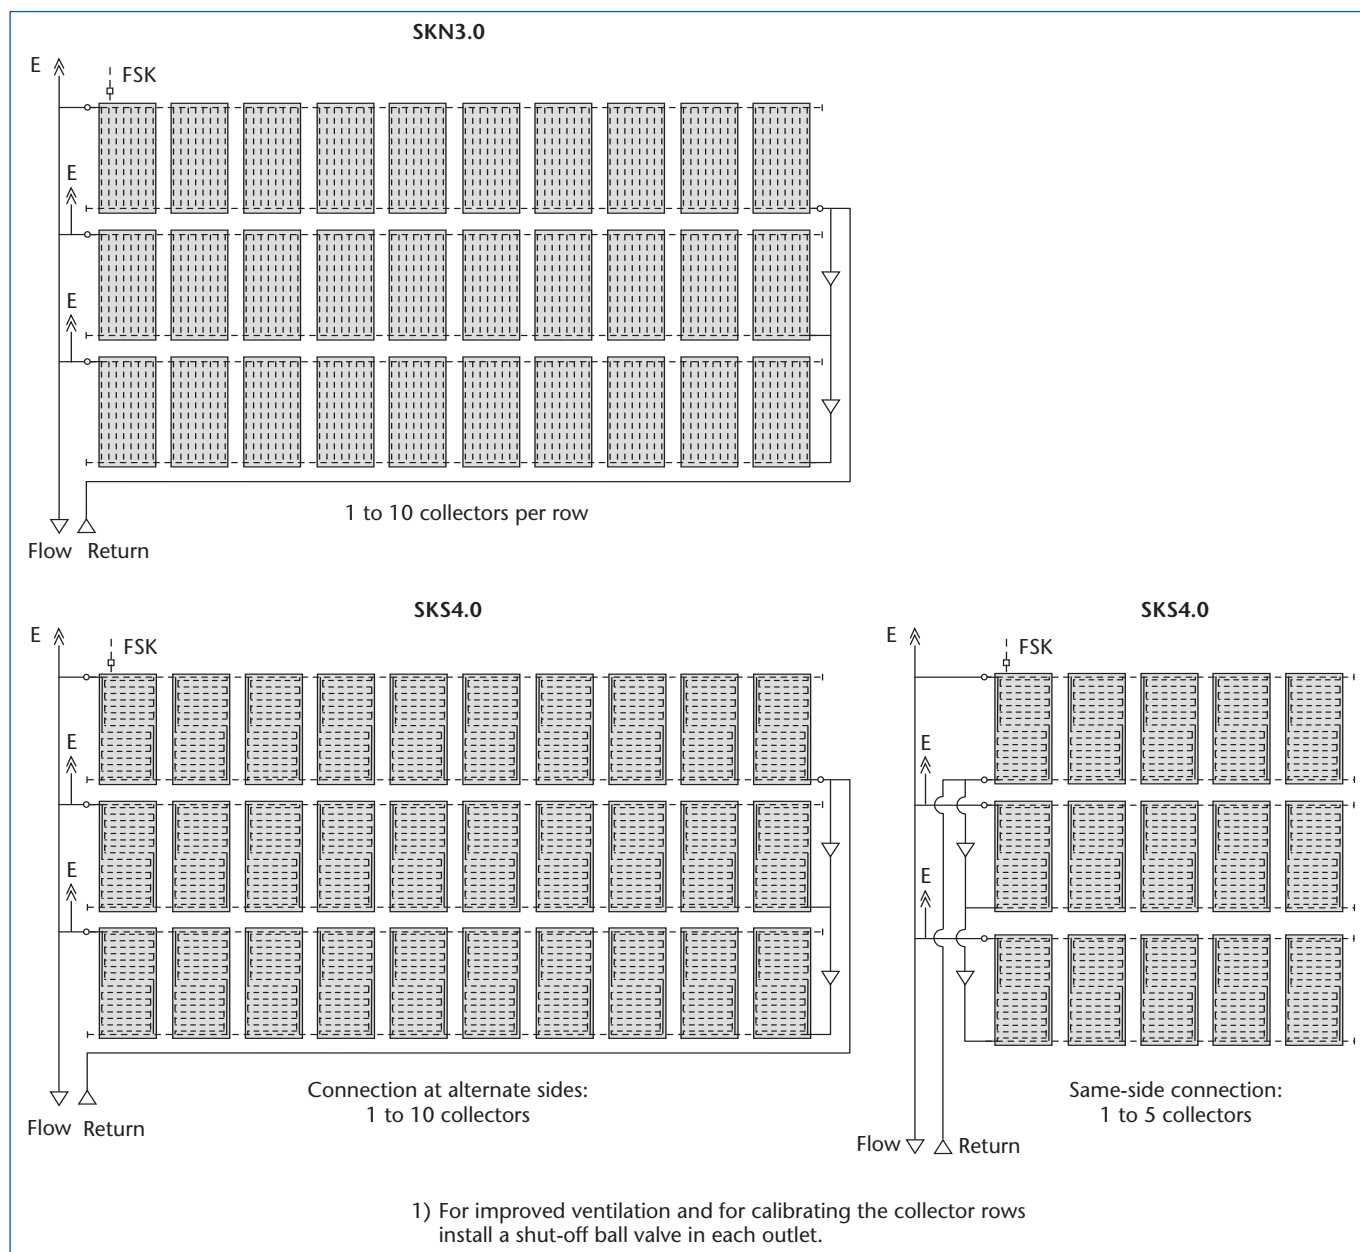 SKN3.0
E
FSK
E
E
1 to 10 collectors per row
Flow Return
SKS4.0
E
FSK
E
E
Connection at alternate sides:
1 to 10 collectors
Flow Return
SKS4.0
E
FSK
E
E
Same-side connection:
1 to 5 collectors
Flow Return
1) For improved ventilation and for calibrating the collector rows
install a shut-off ball valve in each outlet.